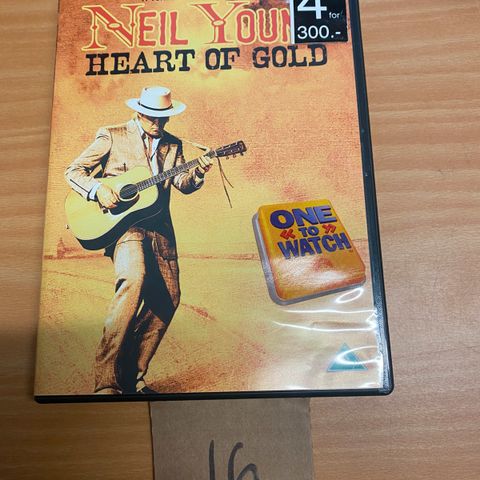 NEIL YOUN
HEART OF GOLD
4 for
300.-
ONE
« TO »
WATCH
16